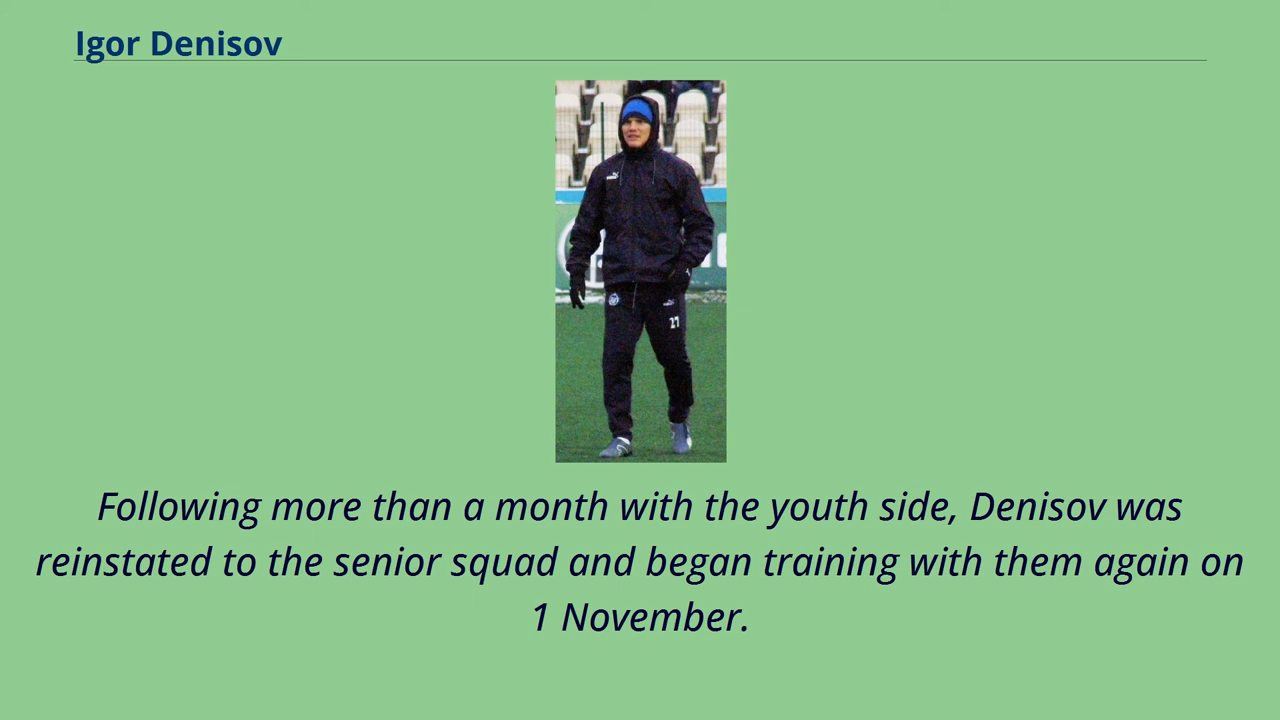 Igor Denisov
27
Following more than a month with the youth side, Denisov was
reinstated to the senior squad and began training with them again on
1 November.